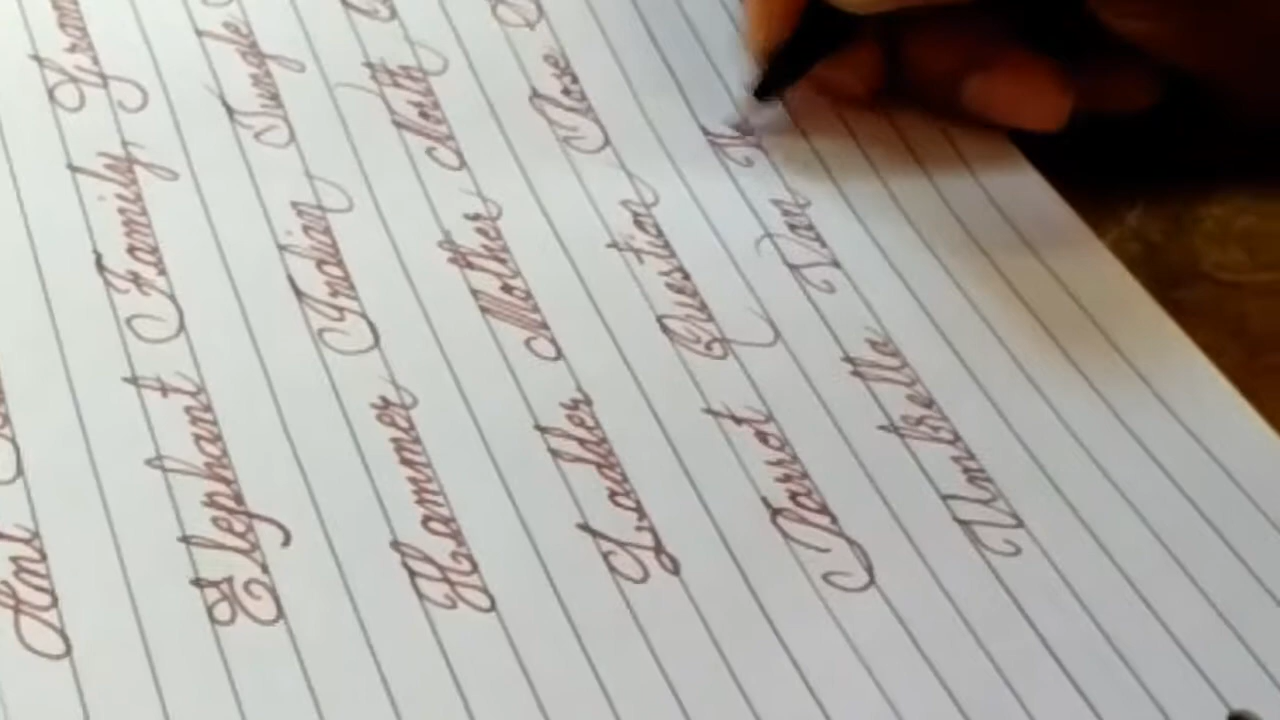 Ant
Elephant Family
Hammer Indian Jungle
Ladder Mother North
Parrot Question Rose
Umbrella Van